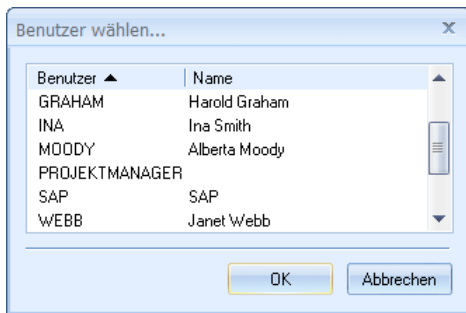 Benutzer wählen...
Benutzer Name
GRAHAM Harold Graham
INA Ina Smith
MOODY Alberta Moody
PROJEKTMANAGER
SAP SAP
WEBB Janet Webb
OK Abbrechen